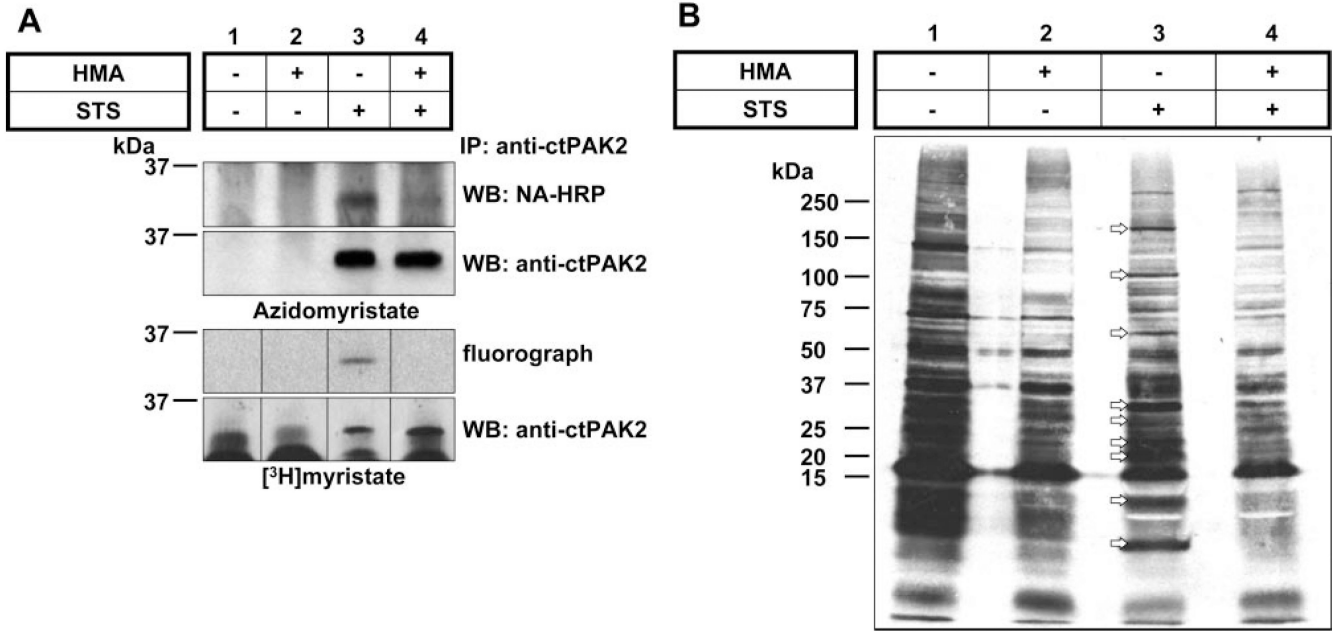 A
1 2 3 4
HMA - + - +
STS - - + +
kDa
IP: anti-ctPAK2
37
WB: NA-HRP
37
WB: anti-ctPAK2
Azidomyristate
37
fluorograph
37
WB: anti-ctPAK2
[³H]myristate
B
1 2 3 4
HMA - + - +
STS - - + +
kDa
250
150
100
75
50
37
25
20
15